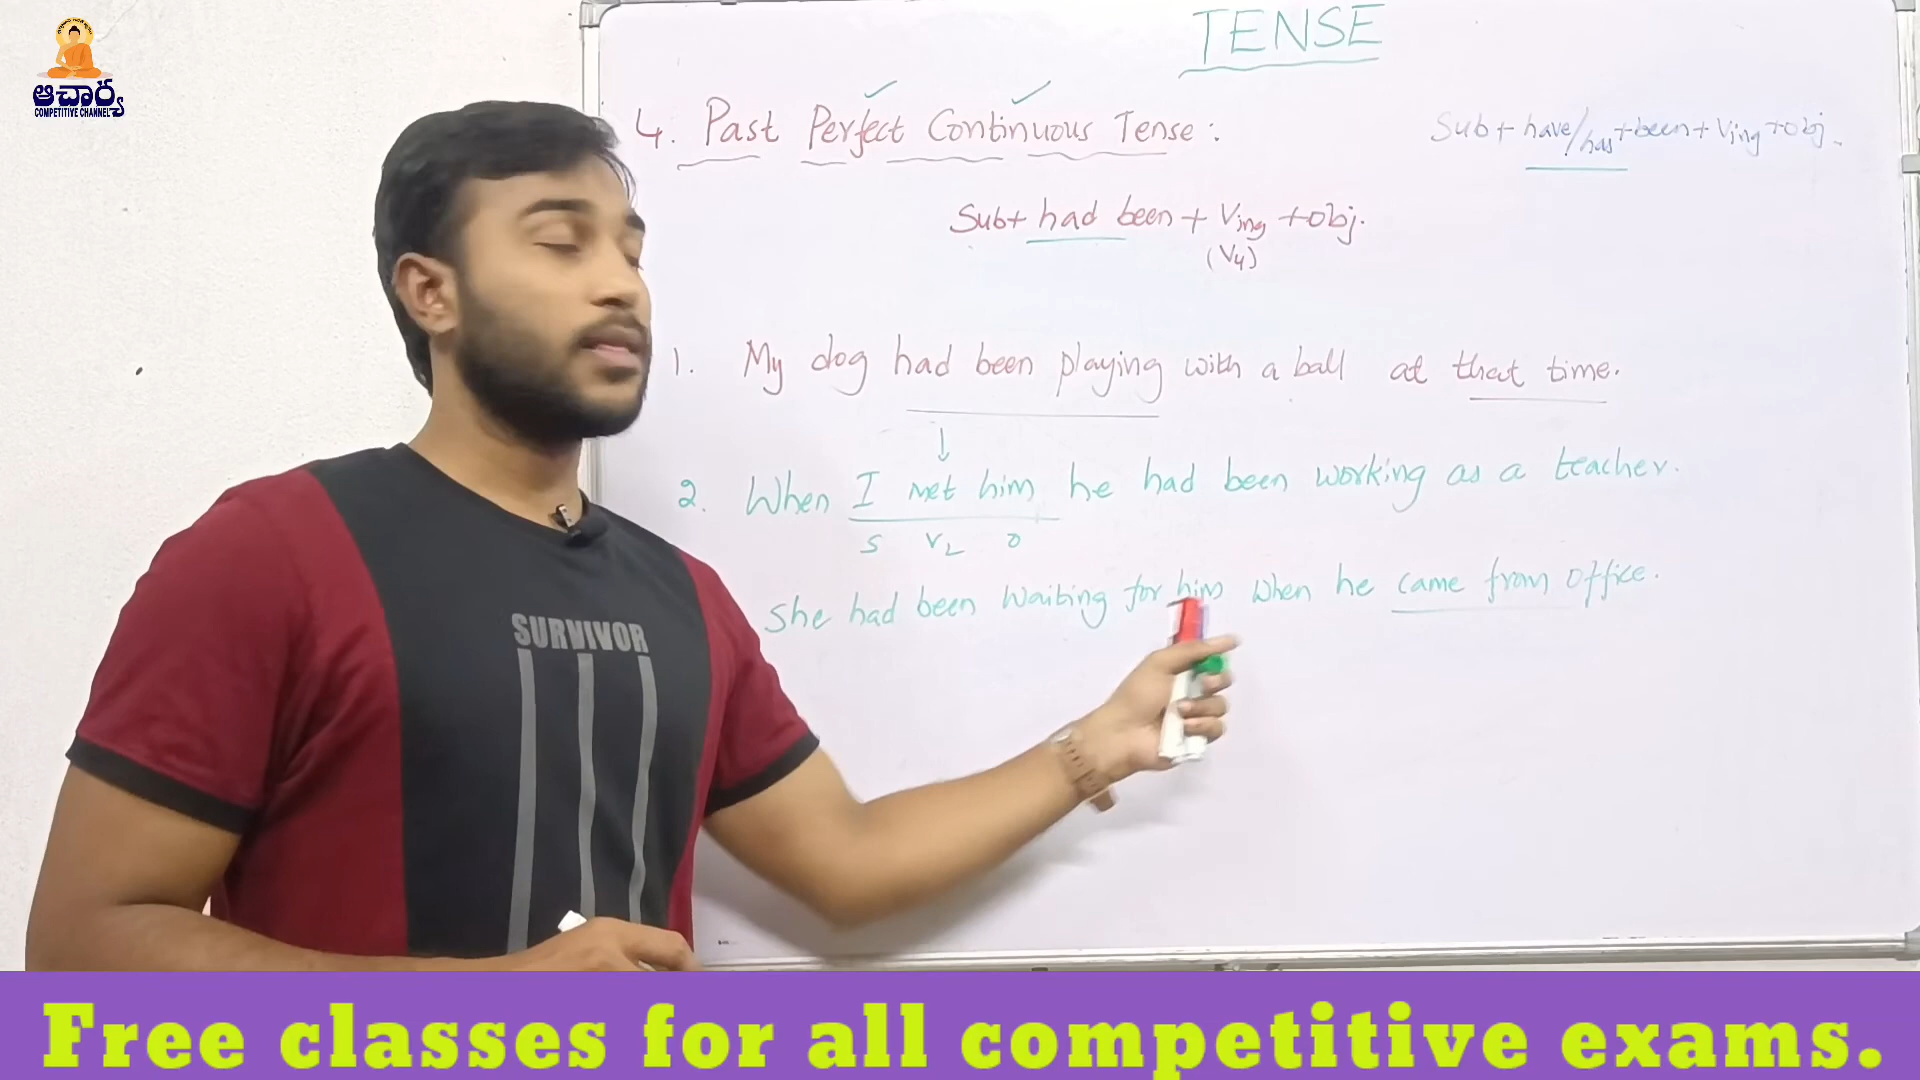 ఆచార్య
COMPETITIVE CHANNEL
TENSE
4. Past Perfect Continuous Tense :
Sub+ have/has+been+Ving+obj.
Sub+ had been + Ving +obj.
(V4)
1. My dog had been playing with a ball at that time.
2. When I met him he had been working as a teacher.
S V2 O
She had been waiting for him when he came from office.
SURVIVOR
Free classes for all competitive exams.